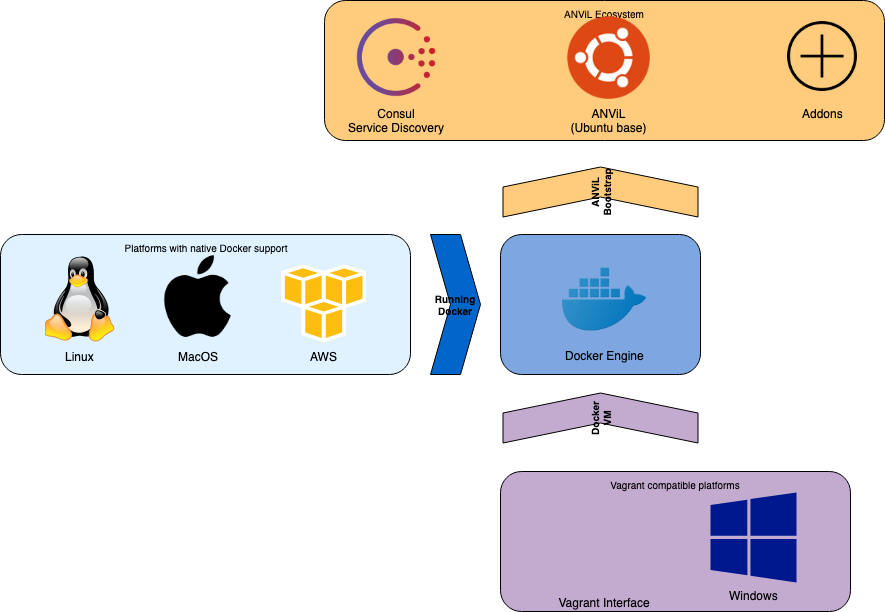 ANViL Ecosystem
Consul
Service Discovery
ANViL
(Ubuntu base)
Addons
ANViL
Bootstrap
Platforms with native Docker support
Linux
MacOS
AWS
Running
Docker
Docker Engine
Docker
VM
Vagrant compatible platforms
Vagrant Interface
Windows